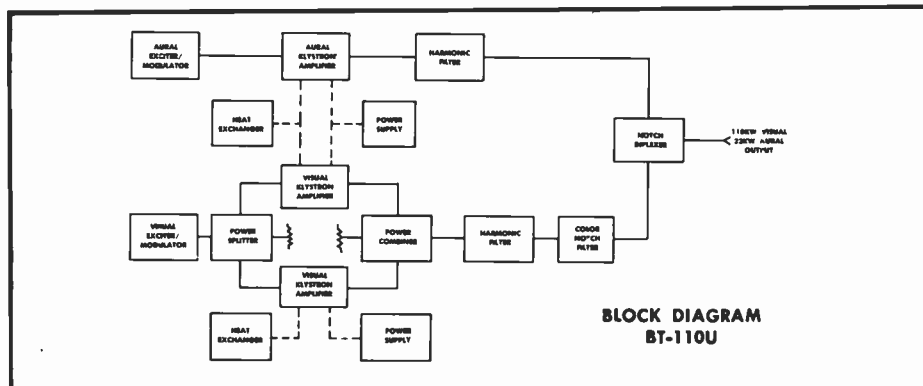 AURAL
EXCITER/
MODULATOR
AURAL
KLYSTRON
AMPLIFIER
HARMONIC
FILTER
HEAT
EXCHANGER
POWER
SUPPLY
NOTCH
DIPLEXER
110KW VISUAL
22KW AURAL
OUTPUT
VISUAL
KLYSTRON
AMPLIFIER
VISUAL
EXCITER/
MODULATOR
POWER
SPLITTER
POWER
COMBINER
HARMONIC
FILTER
COLOR
NOTCH
FILTER
VISUAL
KLYSTRON
AMPLIFIER
HEAT
EXCHANGER
POWER
SUPPLY
BLOCK DIAGRAM
BT-110U